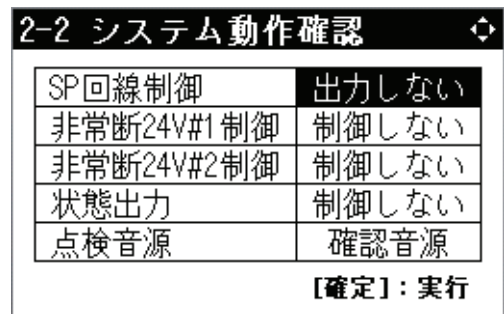 2-2 システム動作確認
SP回線制御 出力しない
非常断24V#1制御 制御しない
非常断24V#2制御 制御しない
状態出力 制御しない
点検音源 確認音源
[確定]:実行